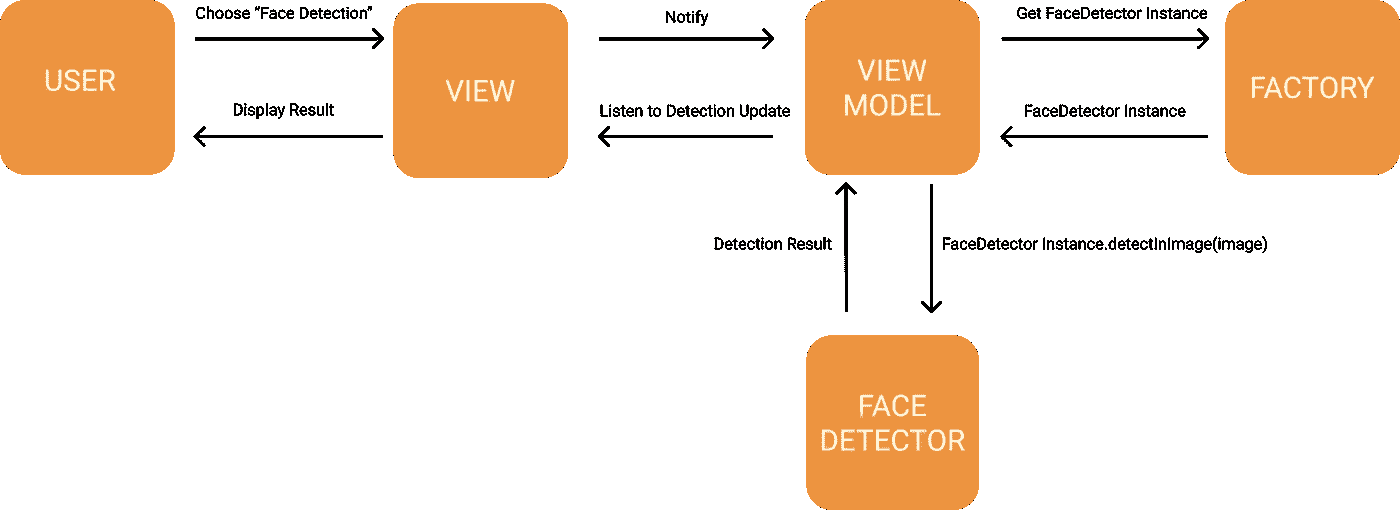 Choose “Face Detection”
Notify
Get FaceDetector Instance
USER
VIEW
VIEW
MODEL
FACTORY
Display Result
Listen to Detection Update
FaceDetector Instance
Detection Result
FaceDetector Instance.detectInImage(image)
FACE
DETECTOR